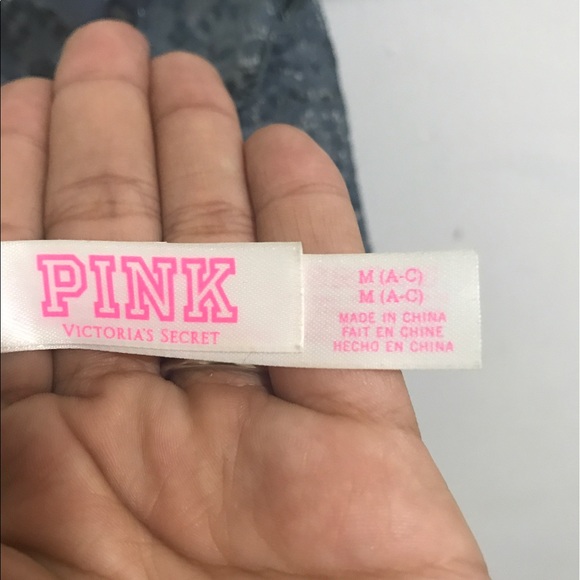 PINK
VICTORIA'S SECRET
M (A-C)
M (A-C)
MADE IN CHINA
FAIT EN CHINE
HECHO EN CHINA